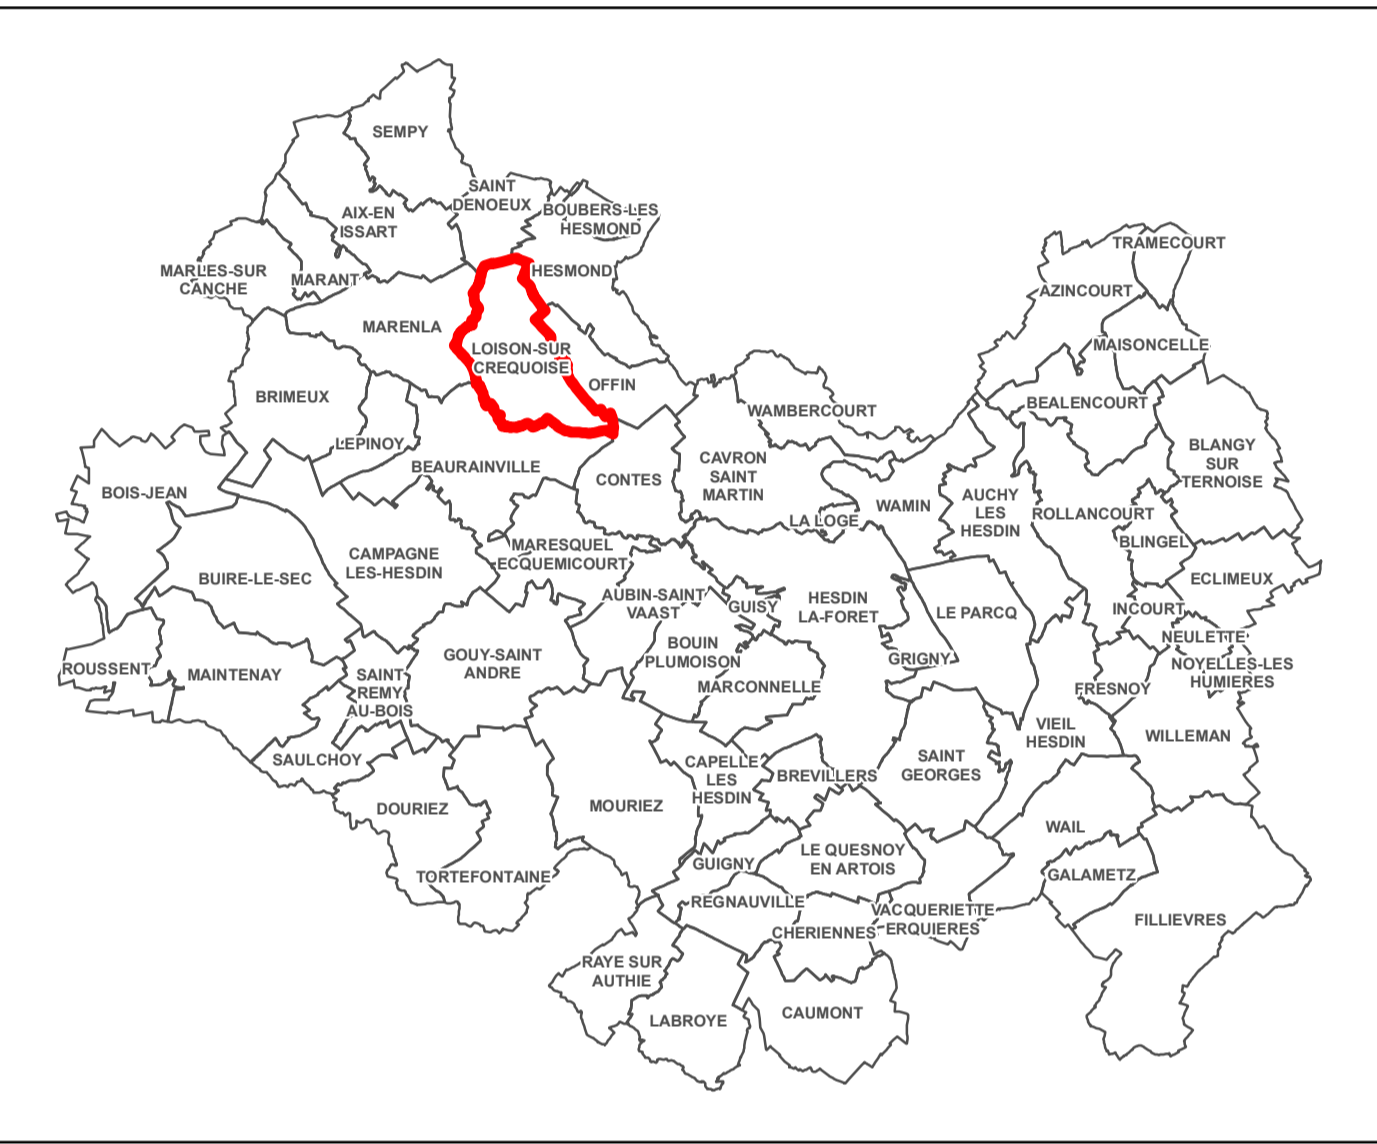 SEMPY
SAINT
DENOEUX
BOUBERS-LES
HESMOND
AIX-EN
ISSART
TRAMECOURT
MARLES-SUR
CANCHE
MARANT
HESMOND
AZINCOURT
MARENLA
LOISON-SUR
CREQUOISE
MAISONCELLE
BRIMEUX
OFFIN
WAMBERCOURT
BEALENCOURT
LEPINOY
BEAURAINVILLE
CONTES
CAVRON
SAINT
MARTIN
BLANGY
SUR
TERNOISE
BOIS-JEAN
LA LOGE
WAMIN
AUCHY
LES
HESDIN
ROLLANCOURT
BLINGEL
MARESQUEL
ECQUEMICOURT
CAMPAGNE
LES-HESDIN
BUIRE-LE-SEC
ECLIMEUX
AUBIN-SAINT
VAAST
GUISY
HESDIN
LA-FORET
LE PARCQ
INCOURT
NEULETTE
NOYELLES-LES
HUMIERES
ROUSSENT
MAINTENAY
SAINT
REMY
AU-BOIS
GOUY-SAINT
ANDRE
BOUIN
PLUMOISON
MARCONNELLE
GRIGNY
FRESNOY
VIEIL
HESDIN
WILLEMAN
SAULCHOY
CAPELLE
LES
HESDIN
BREVILLERS
SAINT
GEORGES
DOURIEZ
MOURIEZ
WAIL
TORTEFONTAINE
GUIGNY
LE QUESNOY
EN ARTOIS
GALAMETZ
REGNAUVILLE
CHERIENNES
VACQUERIETTE
ERQUIERES
FILLIEVRES
RAYE SUR
AUTHIE
LABROYE
CAUMONT